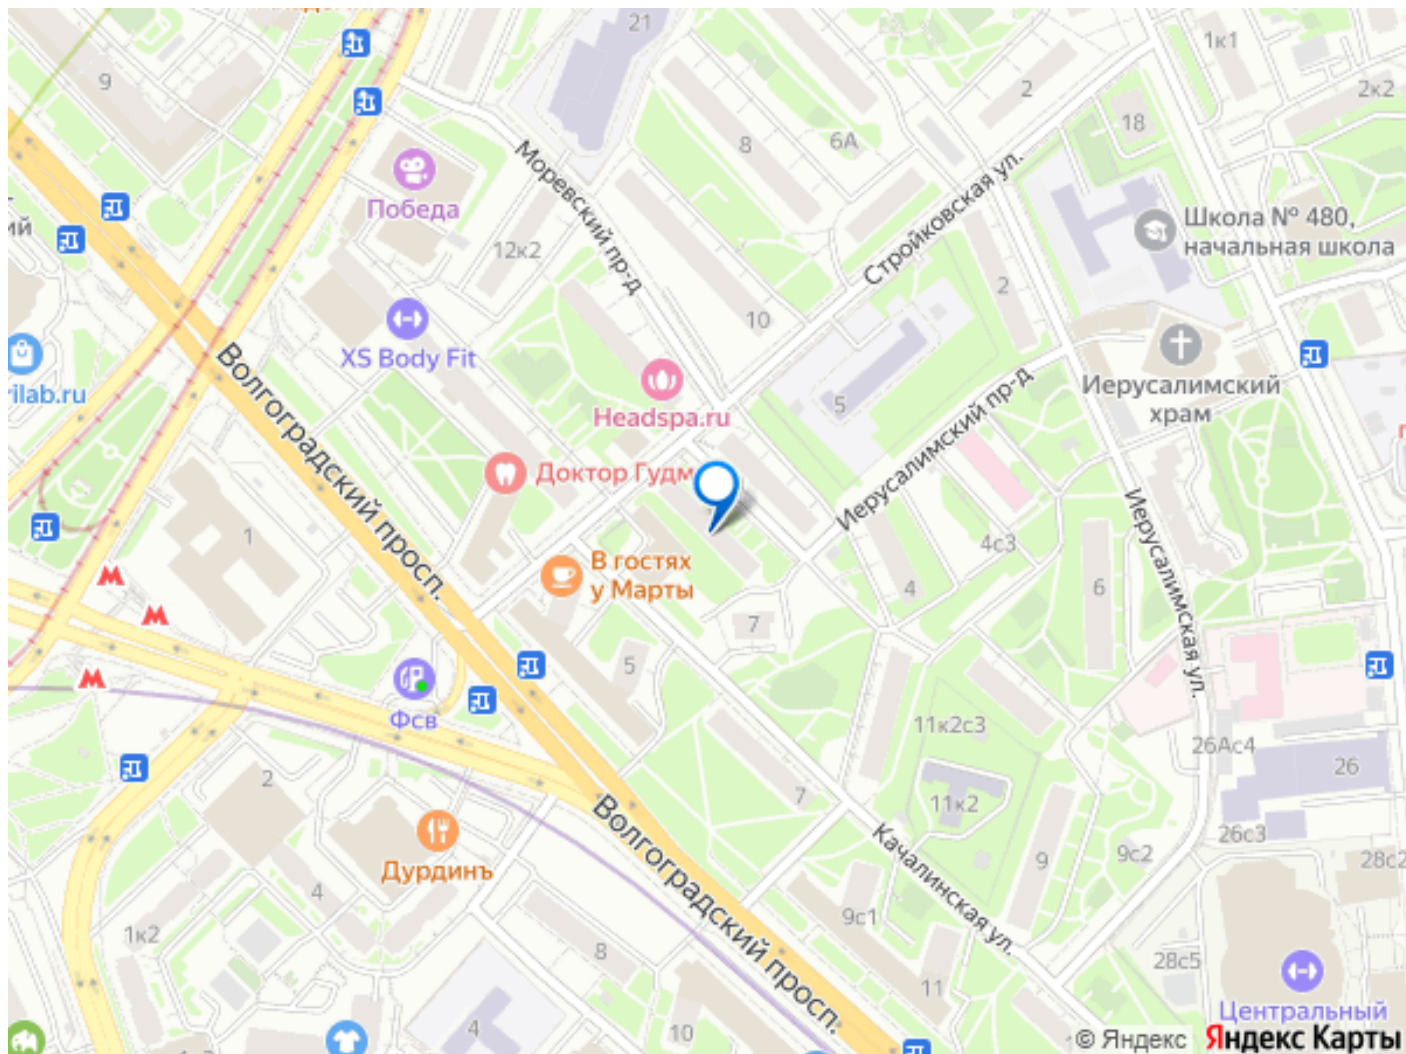 21
1к1
9
2
2к2
18
8
6А
Моревский пр-д
Стройковская ул.
Победа
Школа № 480,
начальная школа
ий
12к2
2
10
XS Body Fit
Иерусалимский
храм
rilab.ru
Headspa.ru
5
Иерусалимский пр-д
Волгоградский просп.
Доктор Гудм
Иерусалимская ул.
1
4с3
В гостях
у Марты
4
6
7
5
Фсв
11к2с3
26Ас4
26
2
7
11к2
Волгоградский просп.
Качалинская ул.
26с3
Дурдинъ
9
9с2
28с2
4
9с1
1к2
8
28с5
11
Центральный
4
10
© Яндекс Яндекс Карты